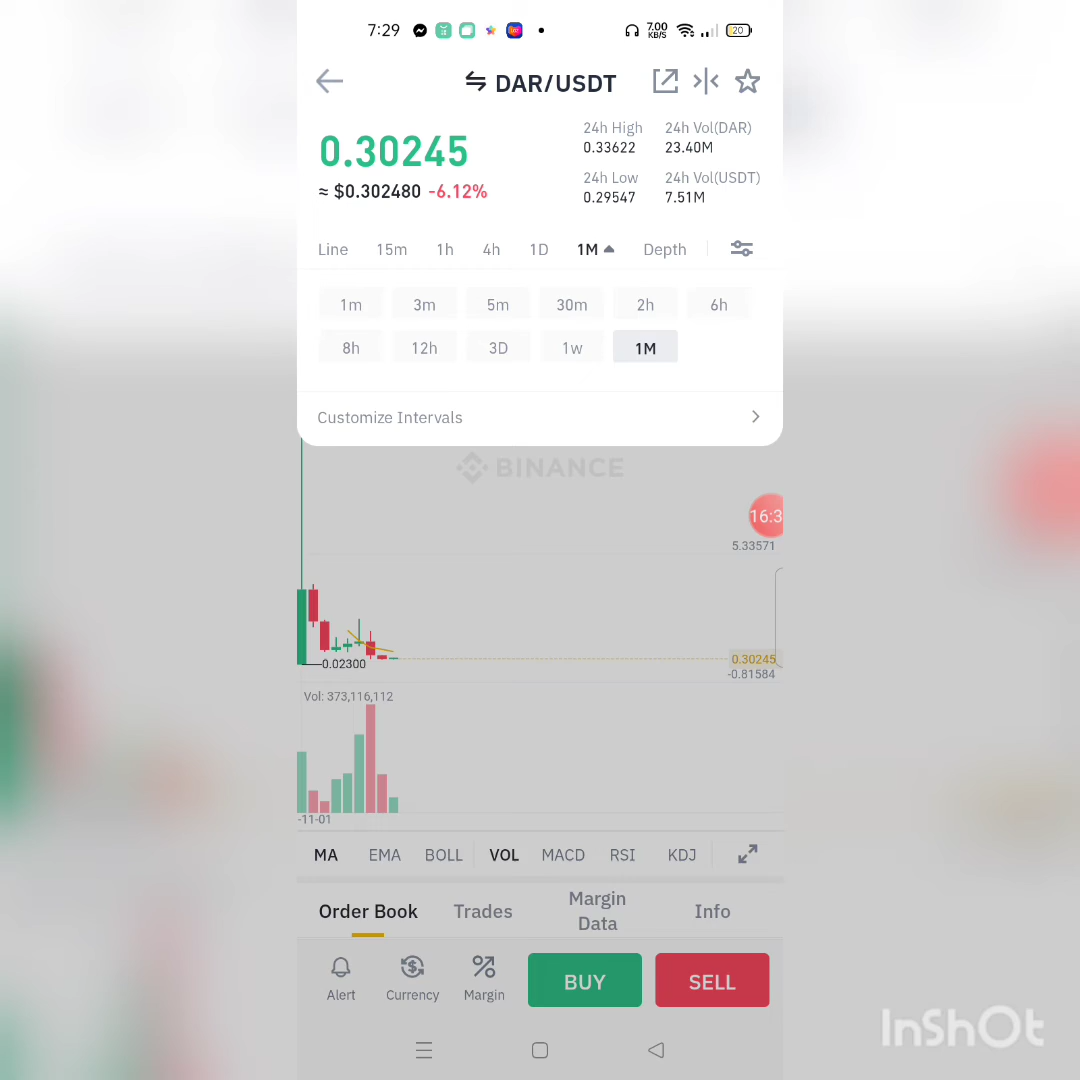 7:29 7.00 KB/S 20
DAR/USDT
0.30245
≈ $0.302480 -6.12%
24h High 24h Vol(DAR)
0.33622 23.40M
24h Low 24h Vol(USDT)
0.29547 7.51M
Line 15m 1h 4h 1D 1M Depth
1m 3m 5m 30m 2h 6h
8h 12h 3D 1w 1M
Customize Intervals
BINANCE
16:3
5.33571
0.02300
0.30245
-0.81584
Vol: 373,116,112
-11-01
MA EMA BOLL VOL MACD RSI KDJ
Order Book Trades Margin Data Info
Alert Currency Margin BUY SELL
InShOt